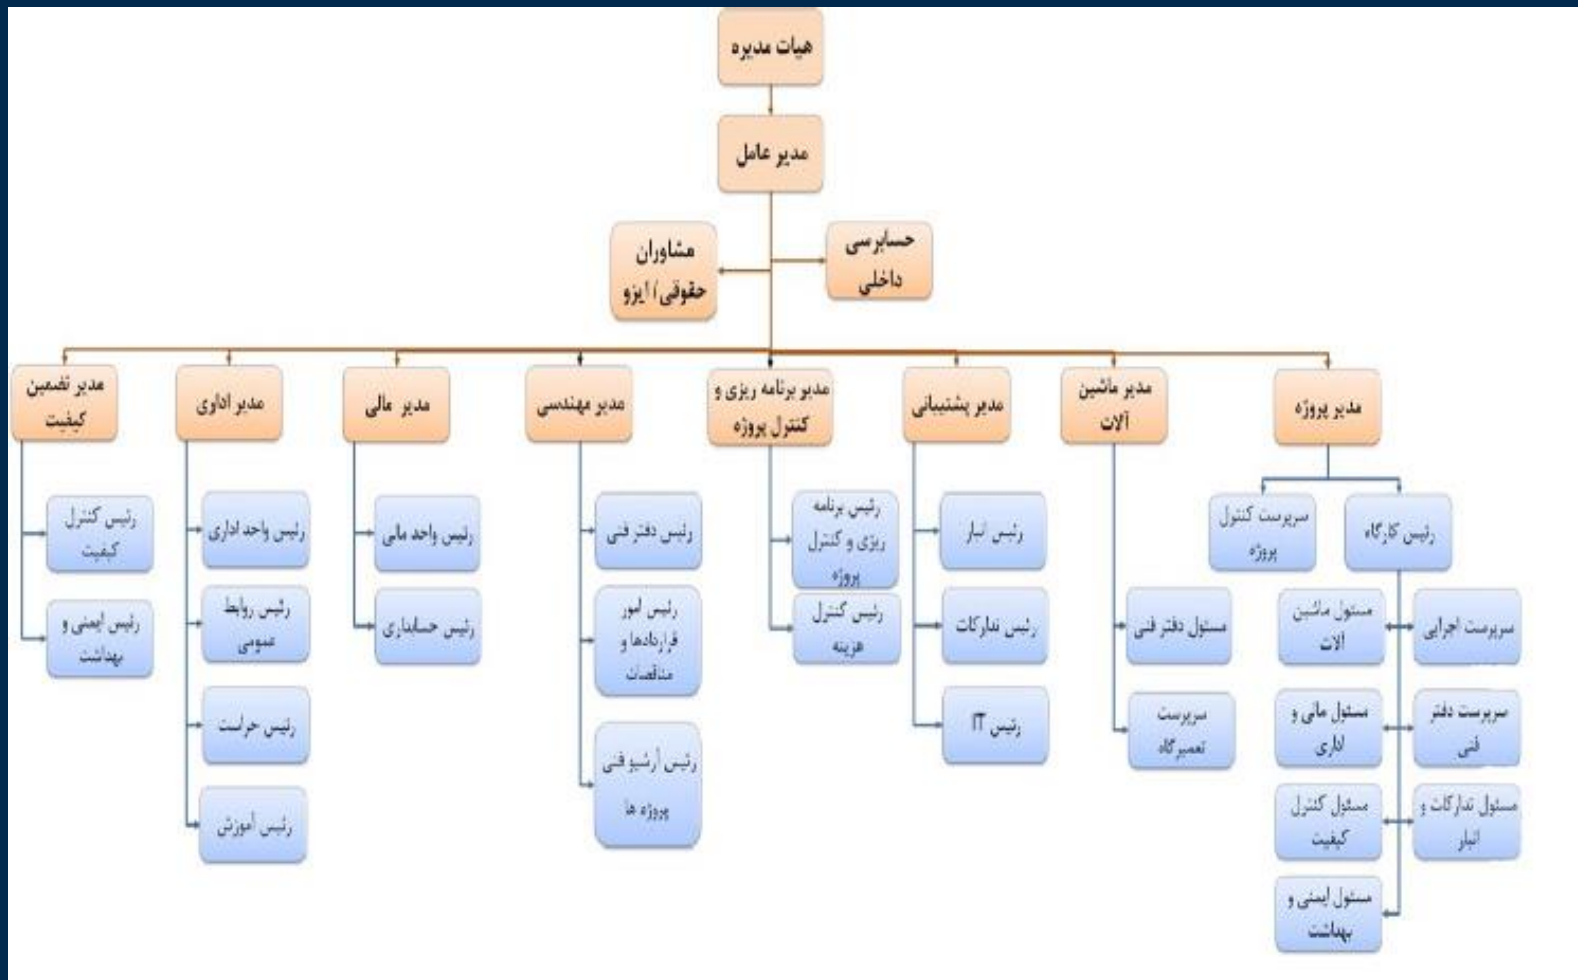 هیات مدیره
مدیر عامل
حسابرسی
داخلی
مشاوران
حقوقی/ ایزو
مدیر پروژه
مدیر ماشین
آلات
مدیر پشتیبانی
مدیر برنامه ریزی و
کنترل پروژه
مدیر مهندسی
مدیر مالی
مدیر اداری
مدیر تضمین
کیفیت
رئیس کارگاه
سرپرست کنترل
پروژه
سرپرست اجرایی
مسئول ماشین
آلات
سرپرست دفتر
فنی
مسئول مالی و
اداری
مسئول تدارکات و
انبار
مسئول کنترل
کیفیت
مسئول ایمنی و
بهداشت
مسئول دفتر فنی
سرپرست
تعمیرگاه
رئیس انبار
رئیس تدارکات
رئیس IT
رئیس برنامه
ریزی و کنترل
پروژه
رئیس کنترل
هزینه
رئیس دفتر فنی
رئیس امور
قراردادها و
مناقصات
رئیس آرشیو فنی
پروژه ها
رئیس واحد مالی
رئیس حسابداری
رئیس واحد اداری
رئیس روابط
عمومی
رئیس حراست
رئیس آموزش
رئیس کنترل
کیفیت
رئیس ایمنی و
بهداشت